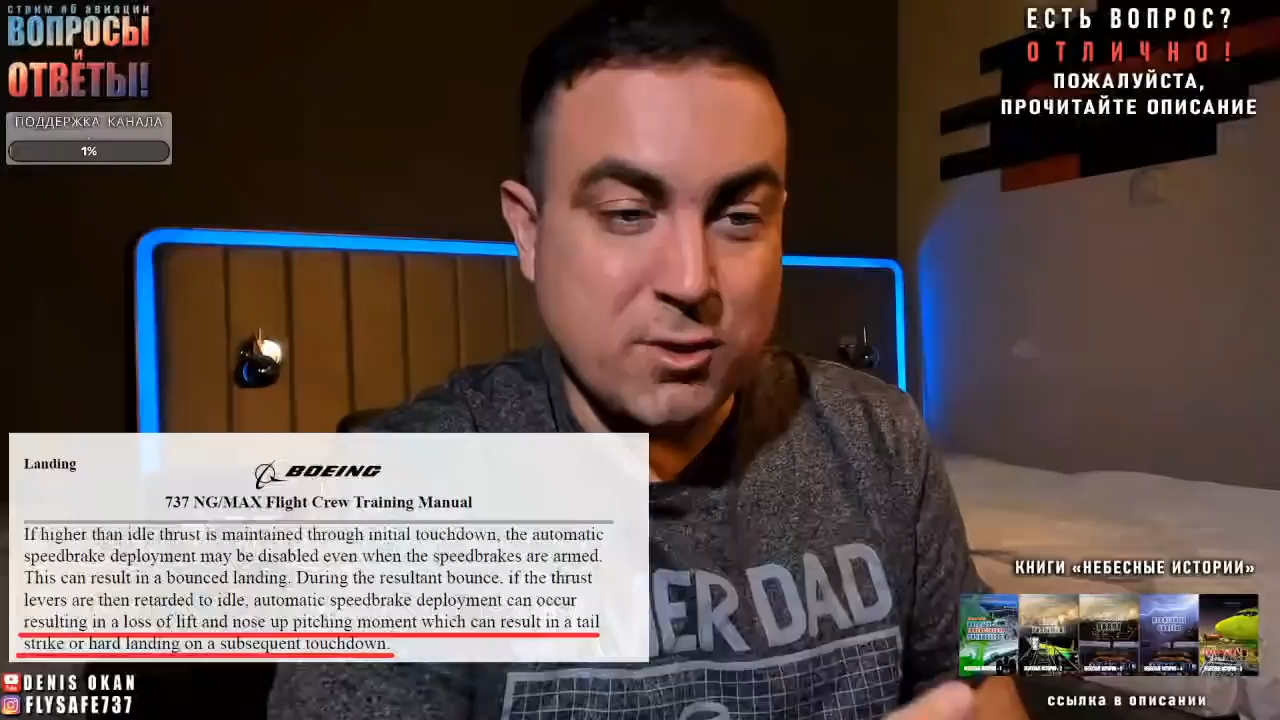 стрим об авиации
ВОПРОСЫ
и
ОТВЕТЫ!
ПОДДЕРЖКА КАНАЛА
1%
ЕСТЬ ВОПРОС?
ОТЛИЧНО!
ПОЖАЛУЙСТА,
ПРОЧИТАЙТЕ ОПИСАНИЕ
Landing
BOEING
737 NG/MAX Flight Crew Training Manual
If higher than idle thrust is maintained through initial touchdown, the automatic
speedbrake deployment may be disabled even when the speedbrakes are armed.
This can result in a bounced landing. During the resultant bounce, if the thrust
levers are then retarded to idle, automatic speedbrake deployment can occur
resulting in a loss of lift and nose up pitching moment which can result in a tail
strike or hard landing on a subsequent touchdown.
ER DAD
КНИГИ «НЕБЕСНЫЕ ИСТОРИИ»
ссылка в описании
DENIS OKAN
FLYSAFE737